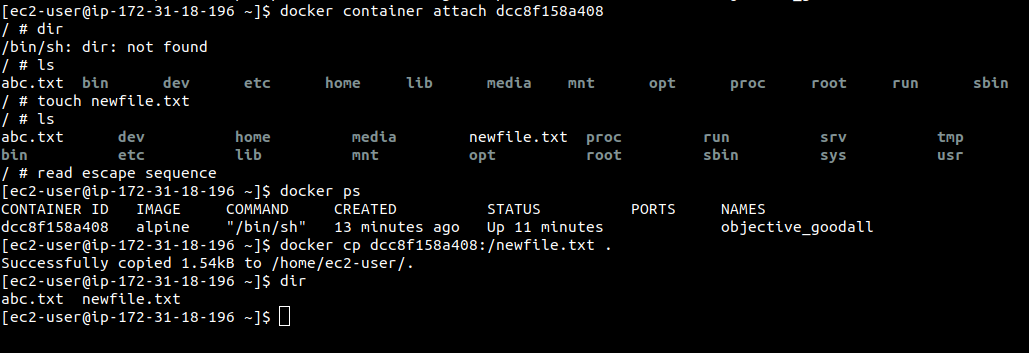 [ec2-user@ip-172-31-18-196 ~]$ docker container attach dcc8f158a408
/ # dir
/bin/sh: dir: not found
/ # ls
abc.txt  bin      dev      etc      home     lib      media    mnt      opt      proc     root     run      sbin
/ # touch newfile.txt
/ # ls
abc.txt      dev          home         media        newfile.txt  proc         run          srv          tmp
bin          etc          lib          mnt          opt          root         sbin         sys          usr
/ # read escape sequence
[ec2-user@ip-172-31-18-196 ~]$ docker ps
CONTAINER ID   IMAGE     COMMAND     CREATED          STATUS          PORTS     NAMES
dcc8f158a408   alpine    "/bin/sh"   13 minutes ago   Up 11 minutes             objective_goodall
[ec2-user@ip-172-31-18-196 ~]$ docker cp dcc8f158a408:/newfile.txt .
Successfully copied 1.54kB to /home/ec2-user/.
[ec2-user@ip-172-31-18-196 ~]$ dir
abc.txt  newfile.txt
[ec2-user@ip-172-31-18-196 ~]$